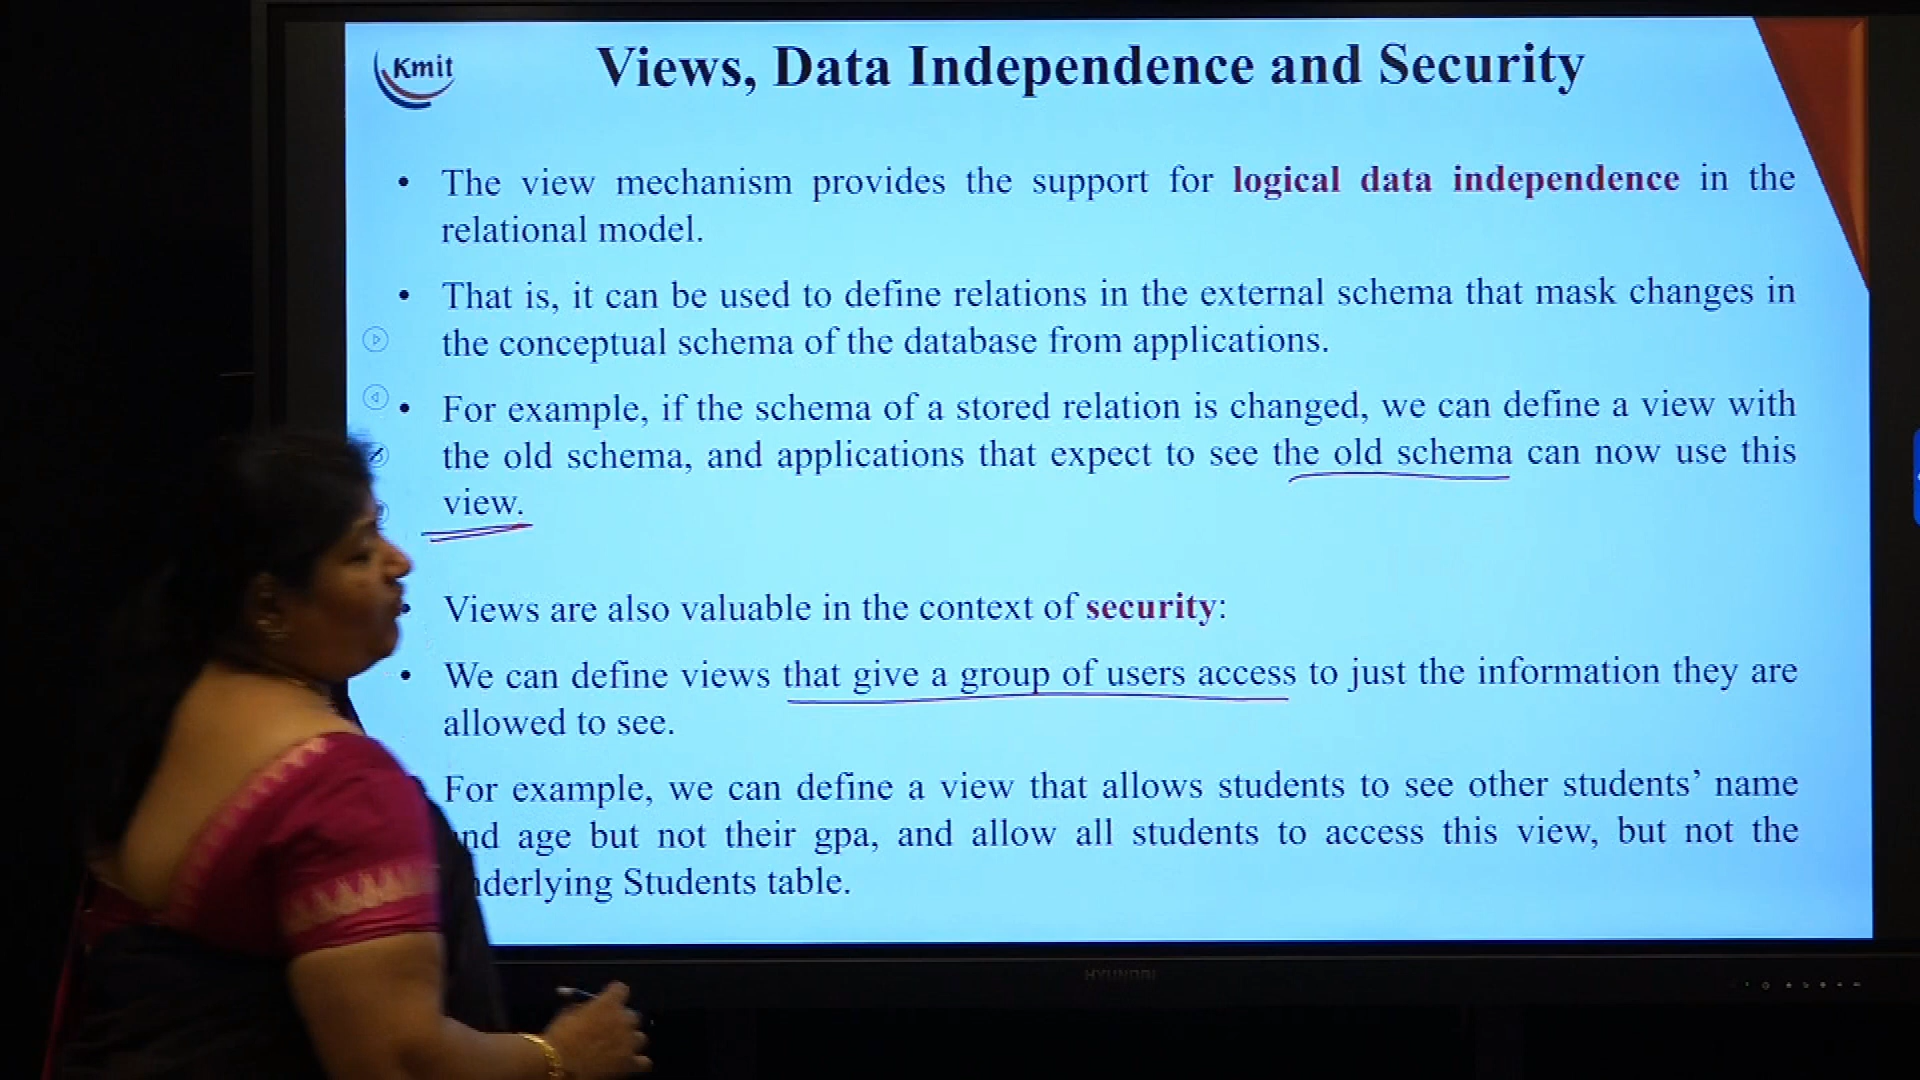 Kmit
Views, Data Independence and Security
• The view mechanism provides the support for logical data independence in the
relational model.
• That is, it can be used to define relations in the external schema that mask changes in
the conceptual schema of the database from applications.
• For example, if the schema of a stored relation is changed, we can define a view with
the old schema, and applications that expect to see the old schema can now use this
view.
• Views are also valuable in the context of security:
• We can define views that give a group of users access to just the information they are
allowed to see.
For example, we can define a view that allows students to see other students’ name
nd age but not their gpa, and allow all students to access this view, but not the
nderlying Students table.
HYUNDAI